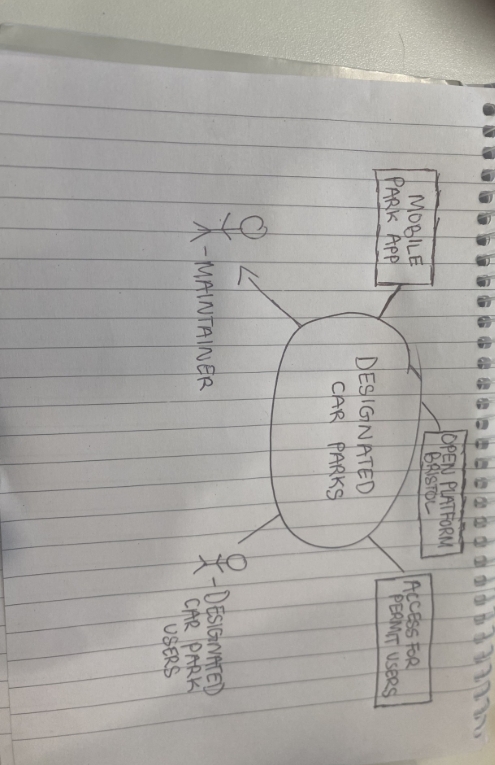 MOBILE
PARK APP
OPEN PLATFORM
BRISTOL
ACCESS FOR
PERMIT USERS
DESIGNATED
CAR PARKS
- MAINTAINER
- DESIGNATED
CAR PARK
USERS